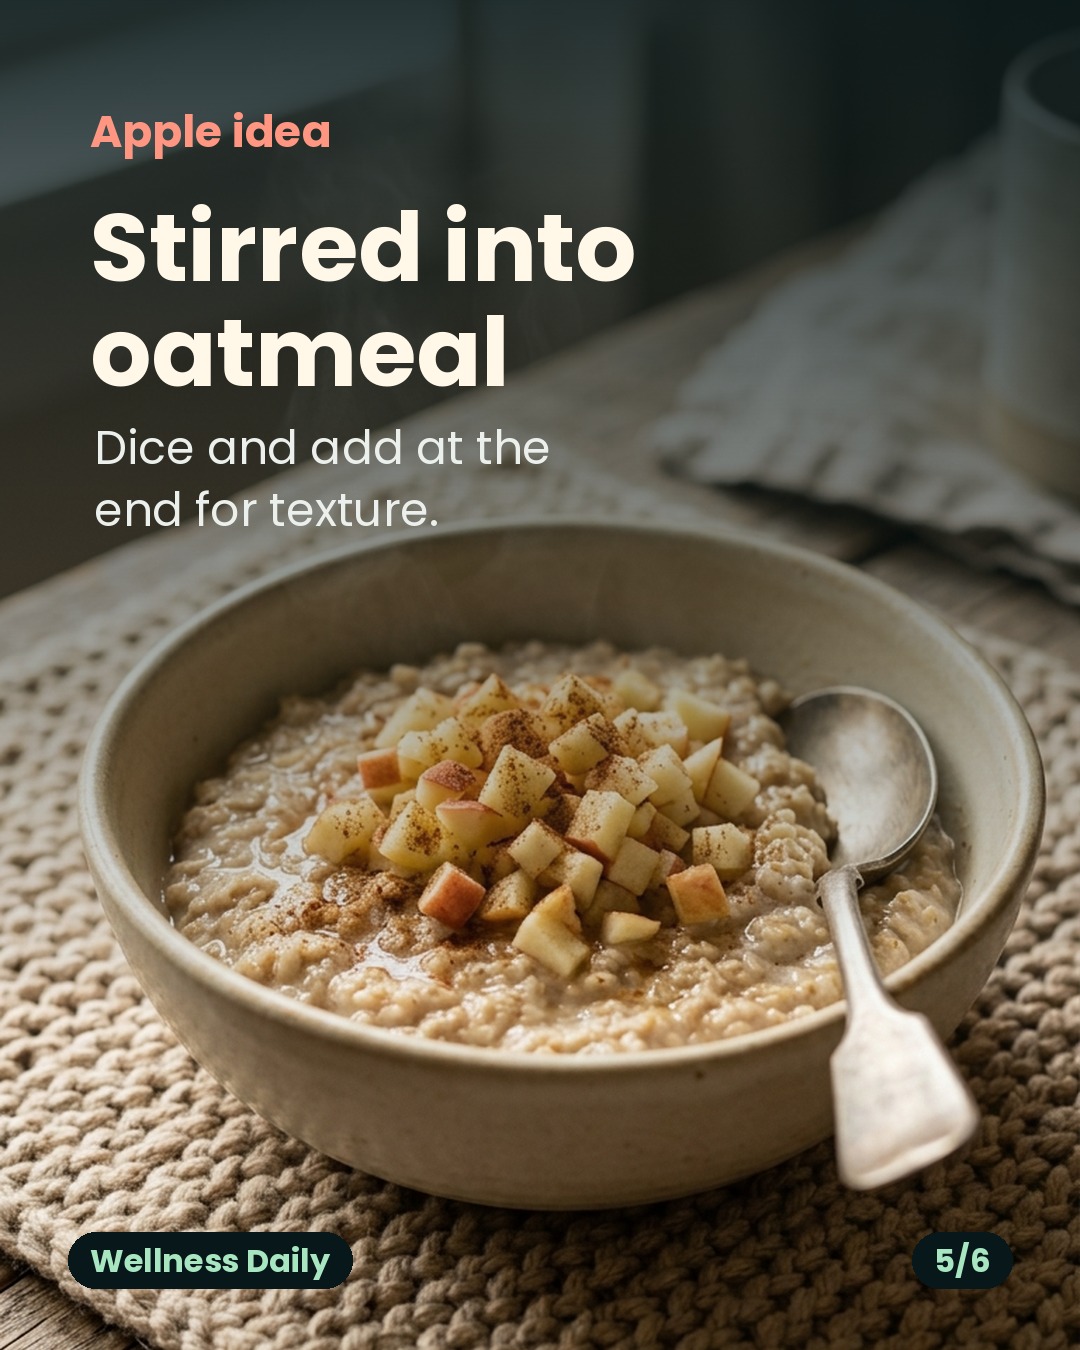 Apple idea
Stirred into
oatmeal
Dice and add at the
end for texture.
Wellness Daily
5/6